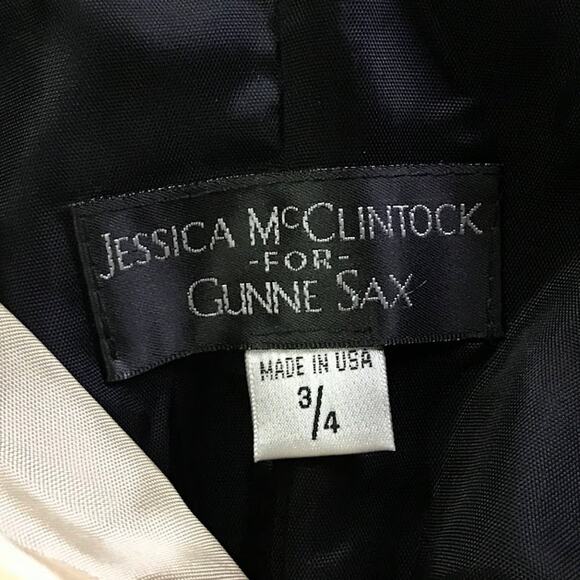 JESSICA McCLINTOCK
-FOR-
GUNNE SAX
MADE IN USA
3/4